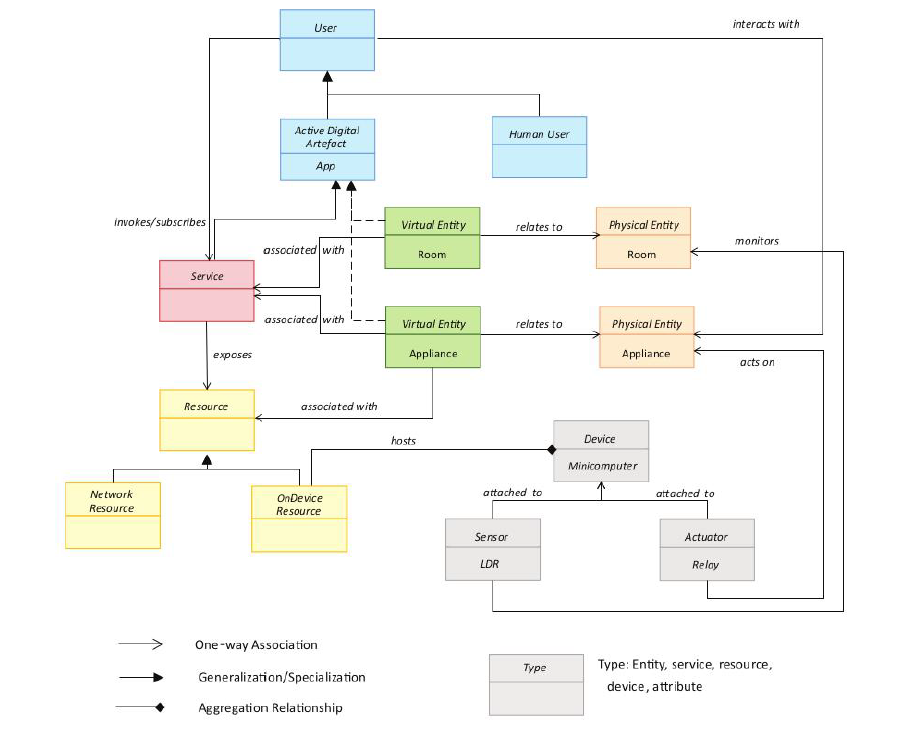 interacts with
User
Active Digital
Artefact
App
Human User
invokes/subscribes
Virtual Entity
Room
relates to
Physical Entity
Room
monitors
associated with
Service
associated with
Virtual Entity
Appliance
relates to
Physical Entity
Appliance
exposes
acts on
Resource
associated with
hosts
Device
Minicomputer
Network
Resource
OnDevice
Resource
attached to
attached to
Sensor
LDR
Actuator
Relay
One-way Association
Generalization/Specialization
Aggregation Relationship
Type
Type: Entity, service, resource,
device, attribute